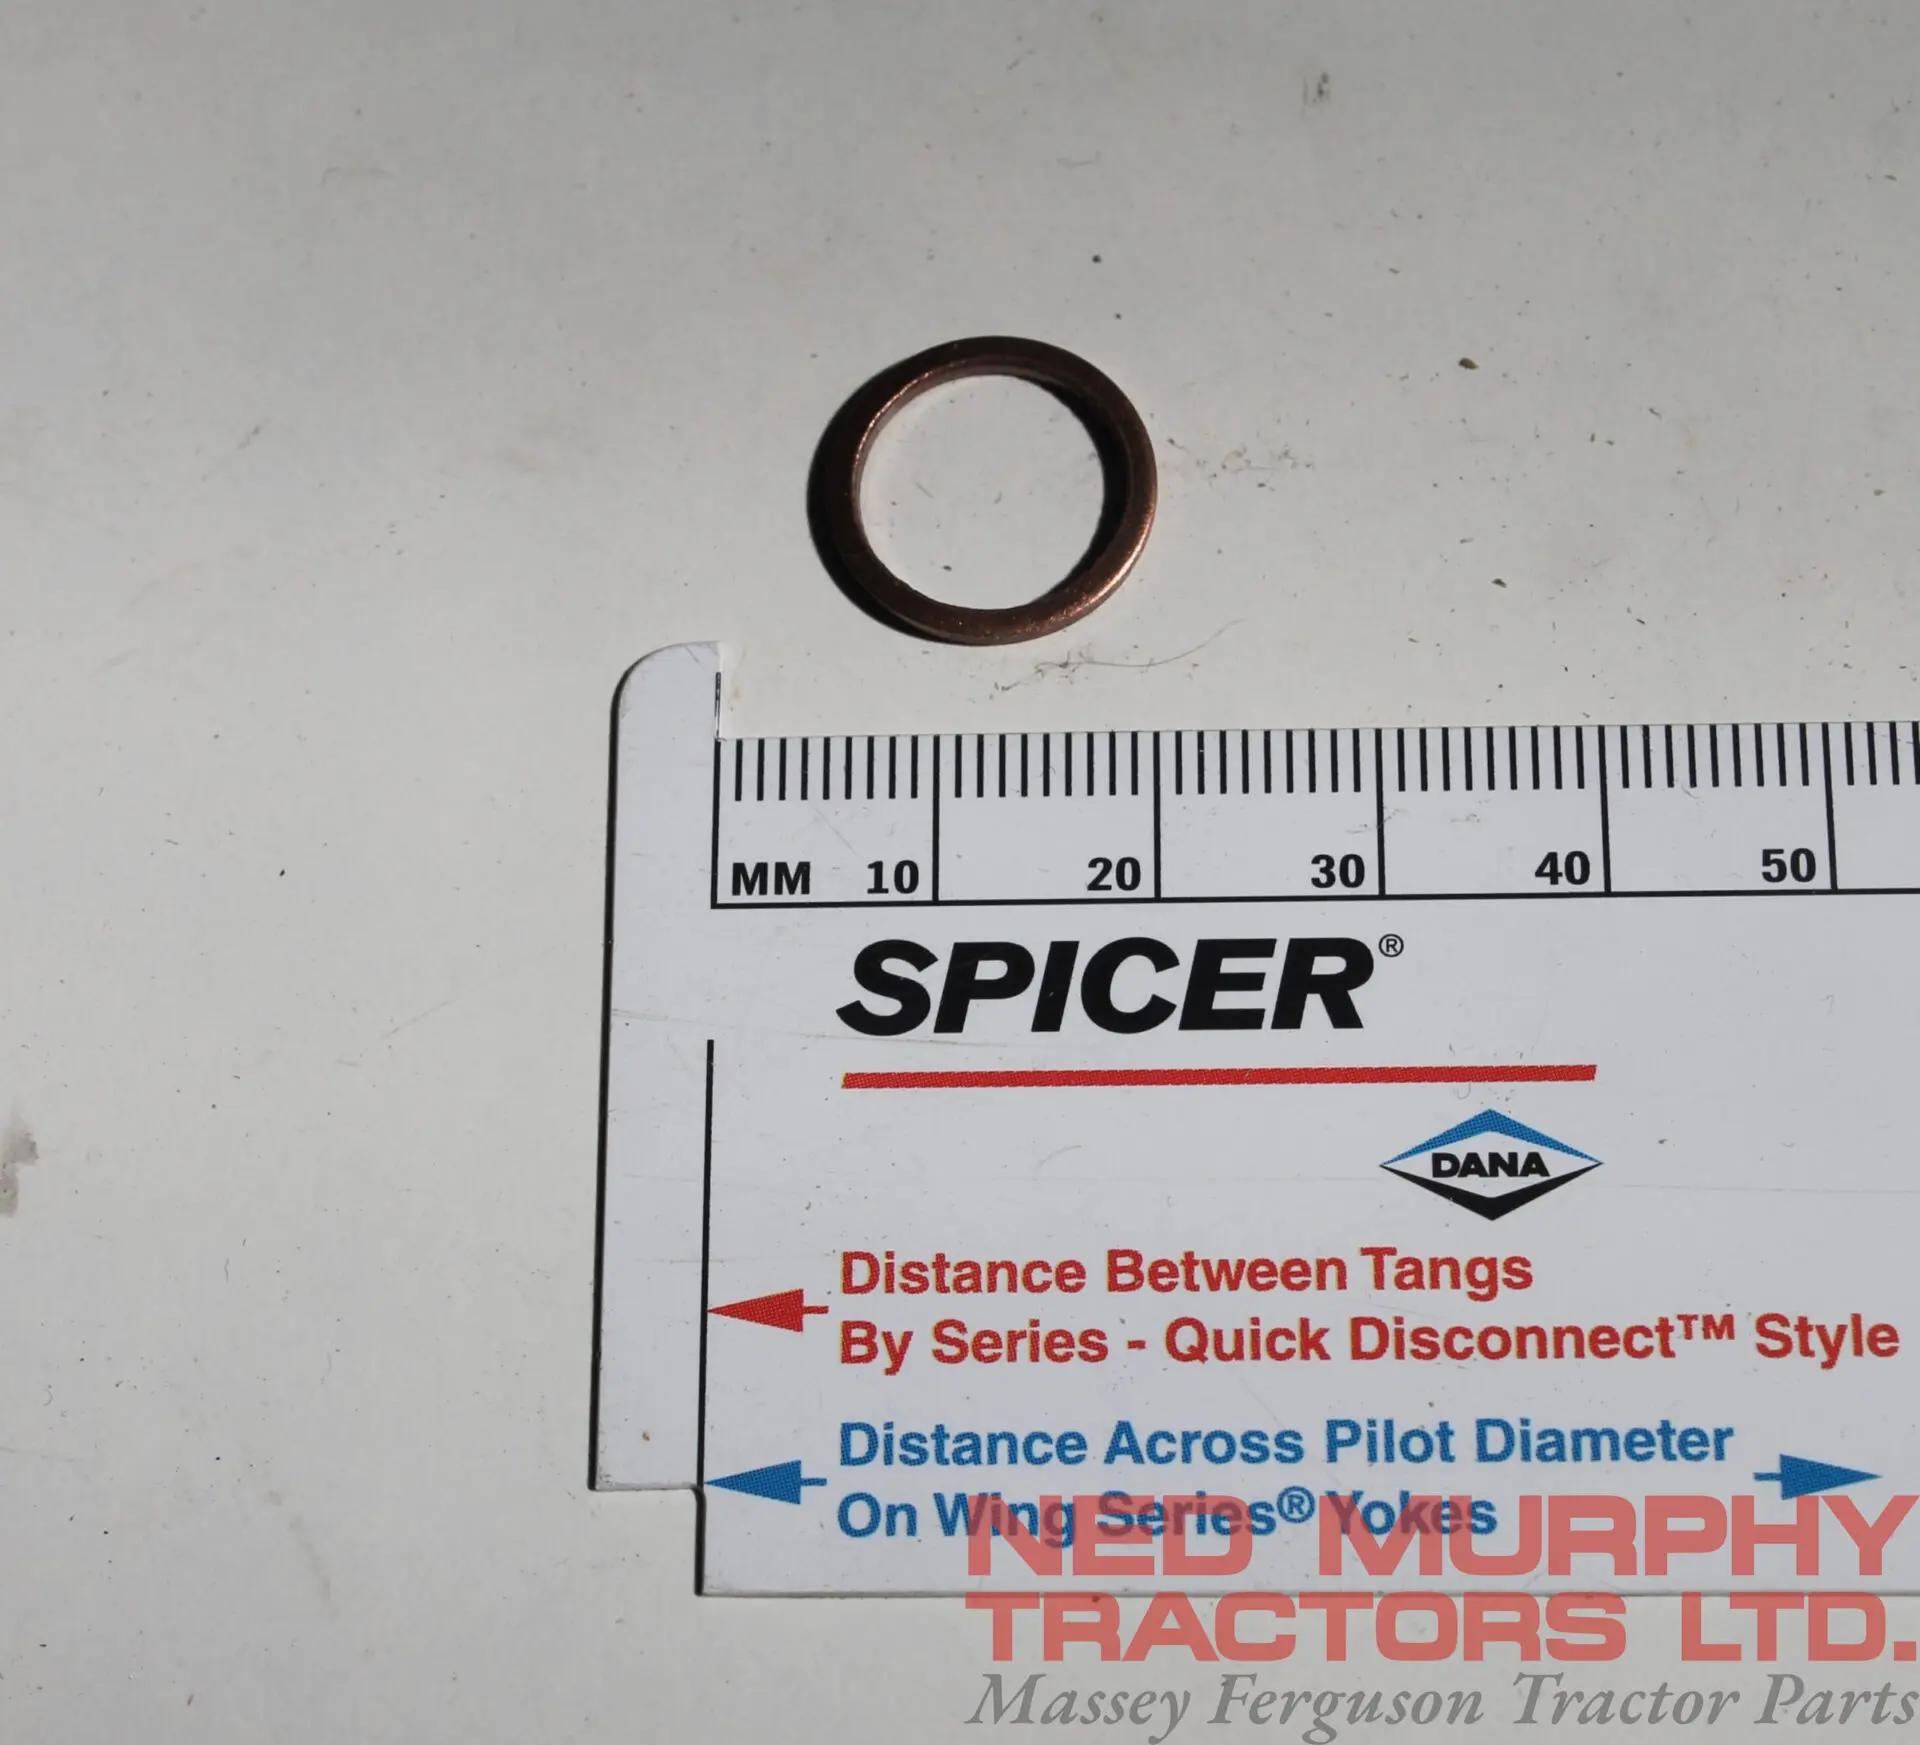 MM 10 20 30 40 50
SPICER®
DANA
Distance Between Tangs
By Series - Quick Disconnect™ Style
Distance Across Pilot Diameter
On Wing Series® Yokes
NED MURPHY
TRACTORS LTD.
Massey Ferguson Tractor Parts